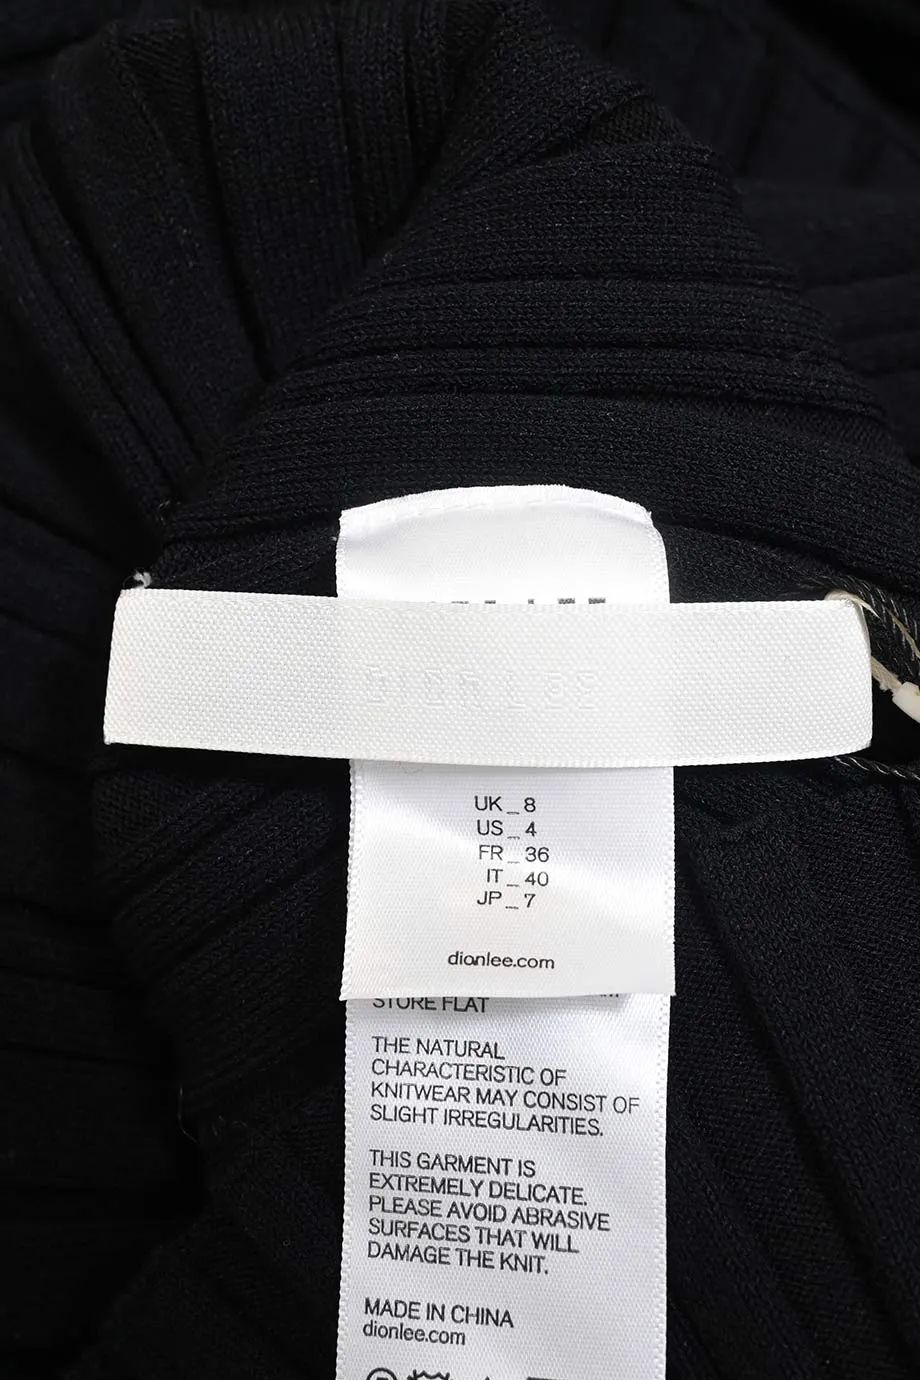 DION LEE
UK _ 8
US _ 4
FR _ 36
IT _ 40
JP _ 7
dionlee.com
STORE FLAT
THE NATURAL
CHARACTERISTIC OF
KNITWEAR MAY CONSIST OF
SLIGHT IRREGULARITIES.
THIS GARMENT IS
EXTREMELY DELICATE.
PLEASE AVOID ABRASIVE
SURFACES THAT WILL
DAMAGE THE KNIT.
MADE IN CHINA
dionlee.com